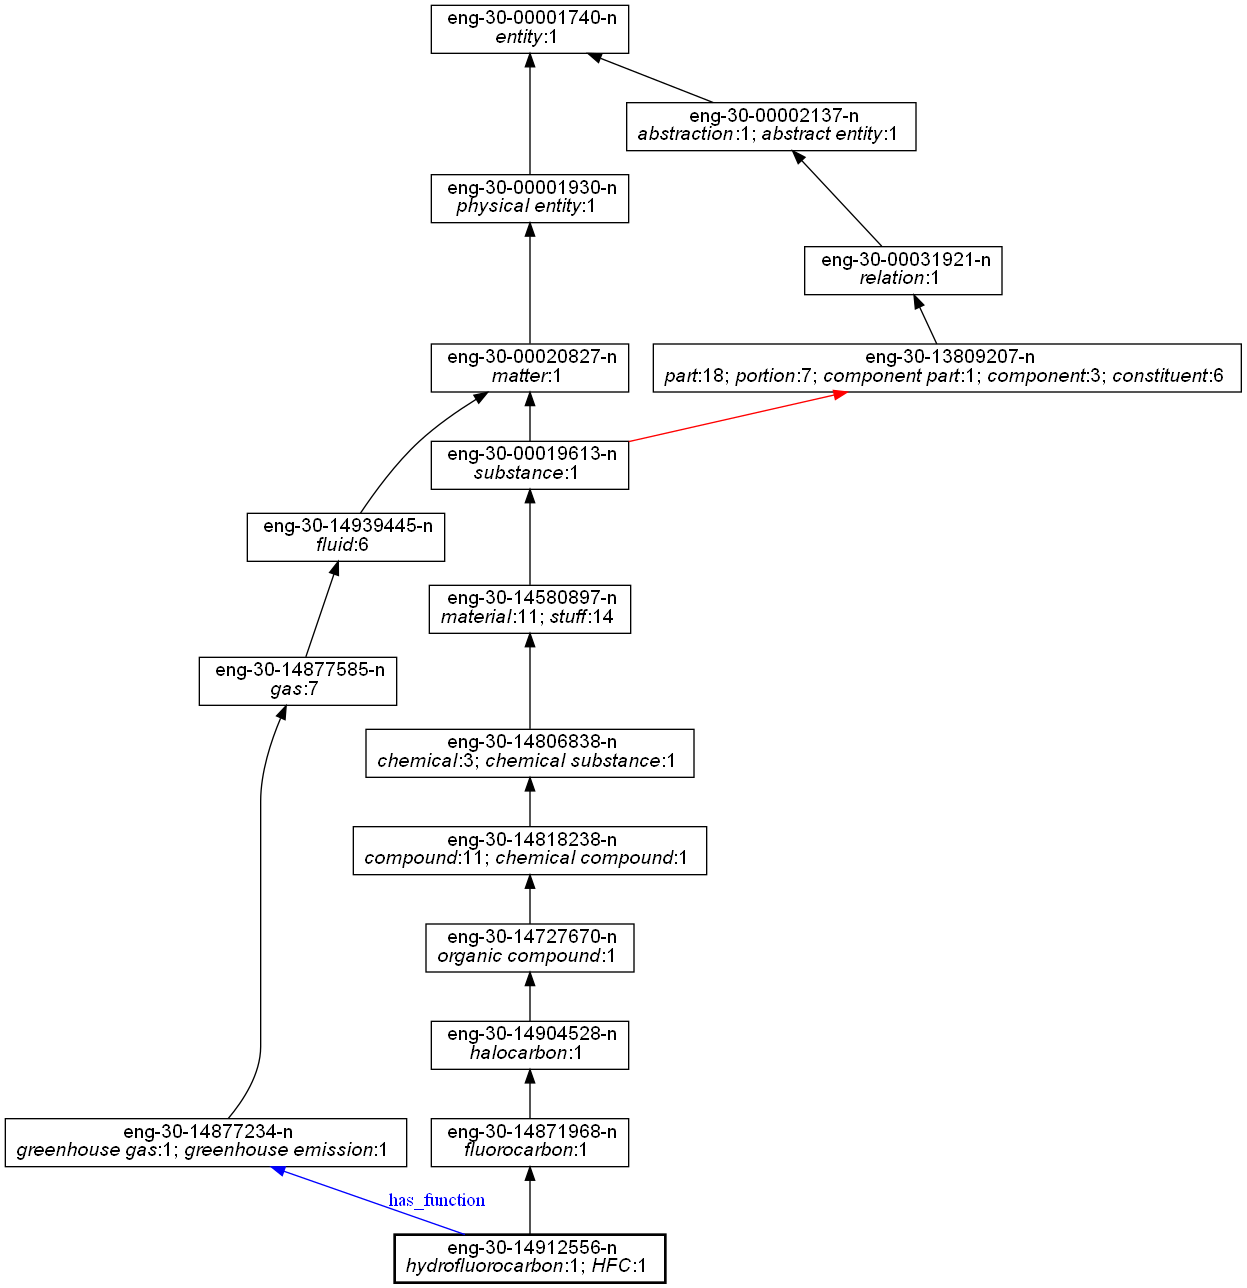 eng-30-00001740-n
entity:1
eng-30-00002137-n
abstraction:1; abstract entity:1
eng-30-00001930-n
physical entity:1
eng-30-00031921-n
relation:1
eng-30-00020827-n
matter:1
eng-30-13809207-n
part:18; portion:7; component part:1; component:3; constituent:6
eng-30-00019613-n
substance:1
eng-30-14939445-n
fluid:6
eng-30-14580897-n
material:11; stuff:14
eng-30-14877585-n
gas:7
eng-30-14806838-n
chemical:3; chemical substance:1
eng-30-14818238-n
compound:11; chemical compound:1
eng-30-14727670-n
organic compound:1
eng-30-14904528-n
halocarbon:1
eng-30-14877234-n
greenhouse gas:1; greenhouse emission:1
eng-30-14871968-n
fluorocarbon:1
has_function
eng-30-14912556-n
hydrofluorocarbon:1; HFC:1